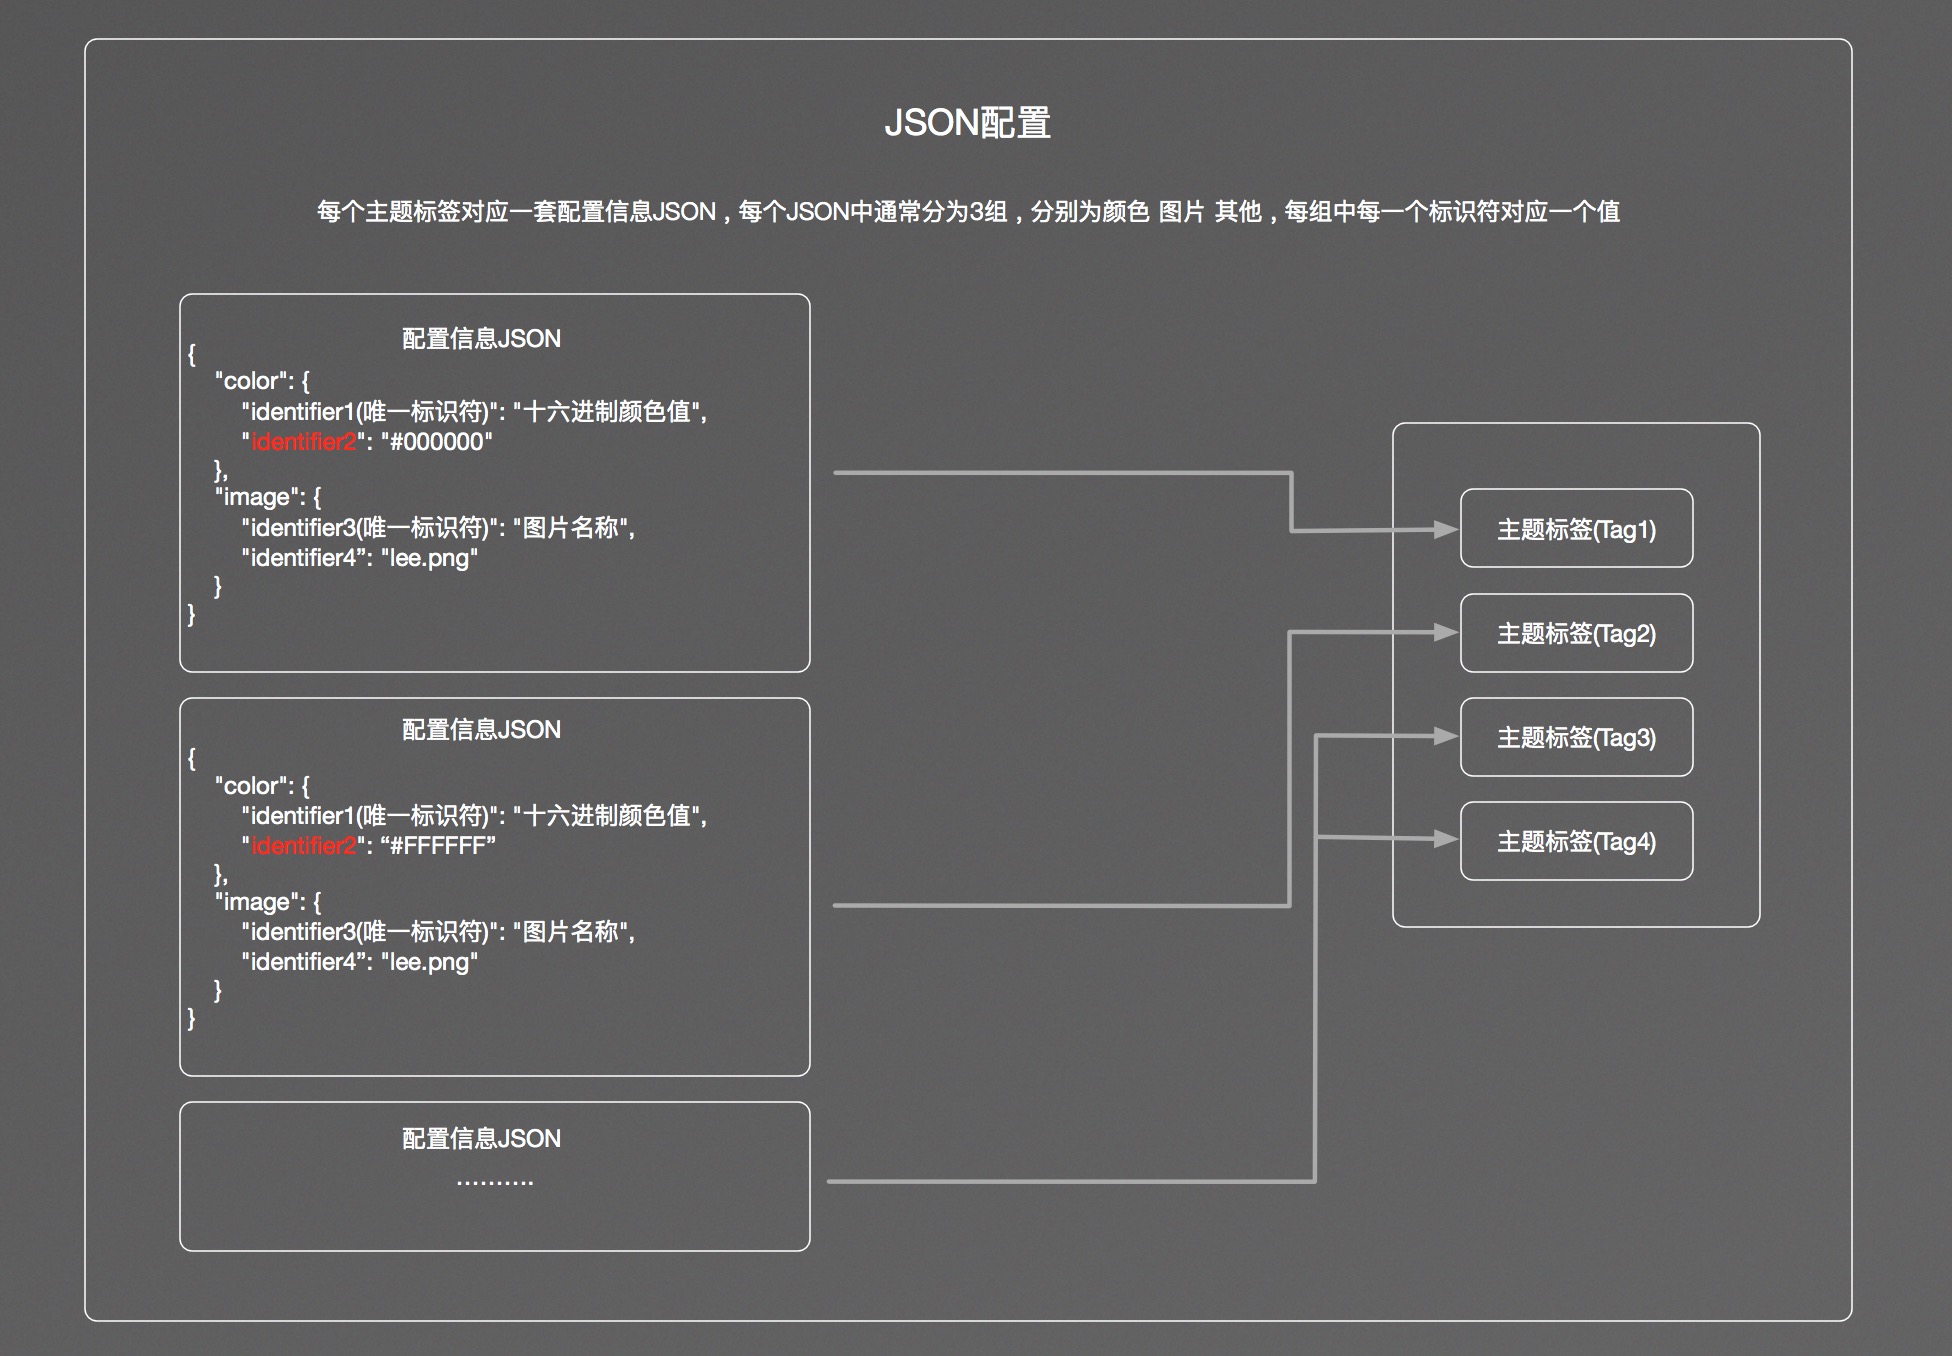 JSON配置
每个主题标签对应一套配置信息JSON , 每个JSON中通常分为3组 , 分别为颜色 图片 其他 , 每组中每一个标识符对应一个值
配置信息JSON
{
"color": {
"identifier1(唯一标识符)": "十六进制颜色值",
"identifier2": "#000000"
},
"image": {
"identifier3(唯一标识符)": "图片名称",
"identifier4”: "lee.png"
}
}
配置信息JSON
{
"color": {
"identifier1(唯一标识符)": "十六进制颜色值",
"identifier2": “#FFFFFF”
},
"image": {
"identifier3(唯一标识符)": "图片名称",
"identifier4”: "lee.png"
}
}
配置信息JSON
..........
主题标签(Tag1)
主题标签(Tag2)
主题标签(Tag3)
主题标签(Tag4)